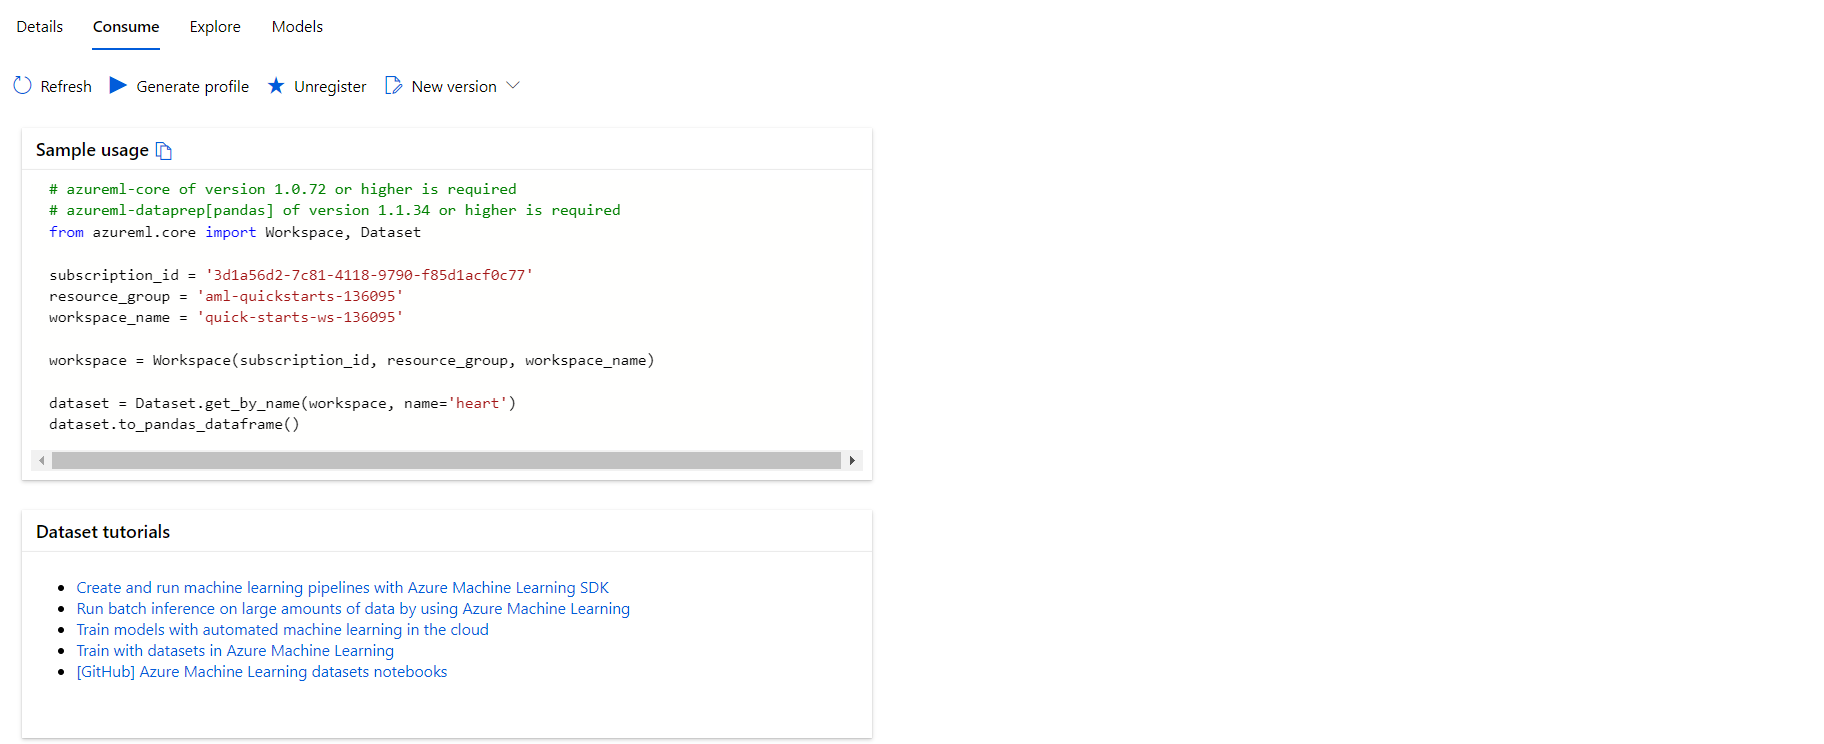 Details Consume Explore Models
Refresh Generate profile Unregister New version
Sample usage
# azureml-core of version 1.0.72 or higher is required
# azureml-dataprep[pandas] of version 1.1.34 or higher is required
from azureml.core import Workspace, Dataset
subscription_id = '3d1a56d2-7c81-4118-9790-f85d1acf0c77'
resource_group = 'aml-quickstarts-136095'
workspace_name = 'quick-starts-ws-136095'
workspace = Workspace(subscription_id, resource_group, workspace_name)
dataset = Dataset.get_by_name(workspace, name='heart')
dataset.to_pandas_dataframe()
Dataset tutorials
Create and run machine learning pipelines with Azure Machine Learning SDK
Run batch inference on large amounts of data by using Azure Machine Learning
Train models with automated machine learning in the cloud
Train with datasets in Azure Machine Learning
[GitHub] Azure Machine Learning datasets notebooks